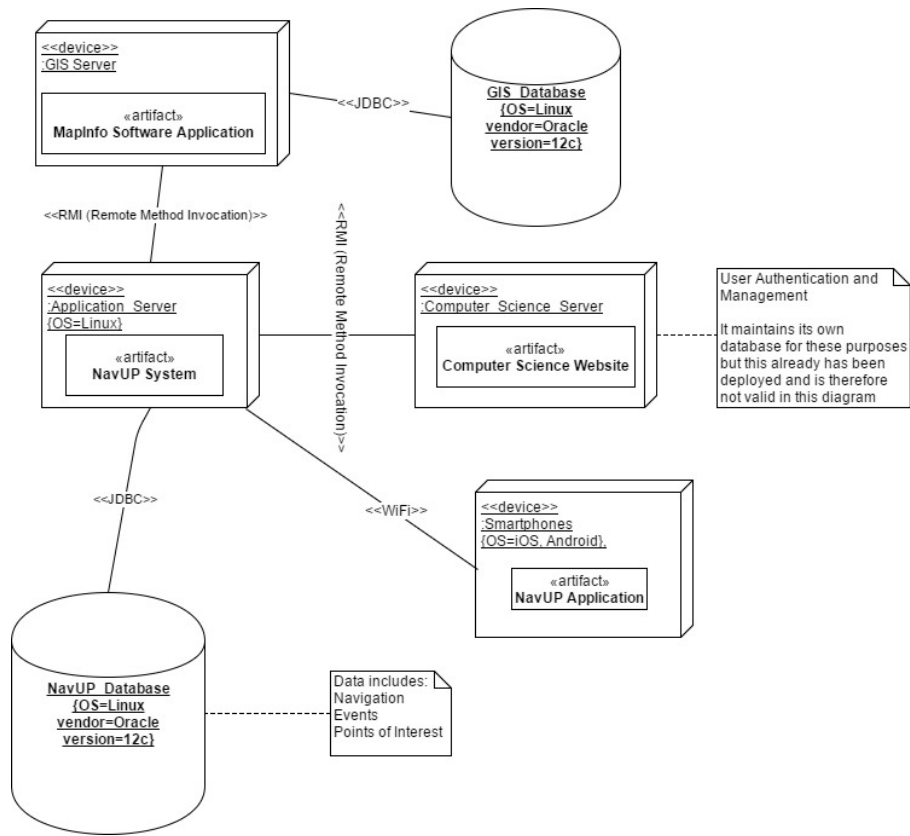 <<device>>
:GIS Server
«artifact»
MapInfo Software Application
<<JDBC>>
GIS_Database
{OS=Linux
vendor=Oracle
version=12c}
<<RMI (Remote Method Invocation)>>
<<RMI (Remote Method Invocation)>>
<<device>>
:Application_Server
{OS=Linux}
«artifact»
NavUP System
<<device>>
:Computer_Science_Server
«artifact»
Computer Science Website
User Authentication and
Management
It maintains its own
database for these purposes
but this already has been
deployed and is therefore
not valid in this diagram
<<JDBC>>
<<WiFi>>
<<device>>
:Smartphones
{OS=iOS, Android},
«artifact»
NavUP Application
NavUP_Database
{OS=Linux
vendor=Oracle
version=12c}
Data includes:
Navigation
Events
Points of Interest